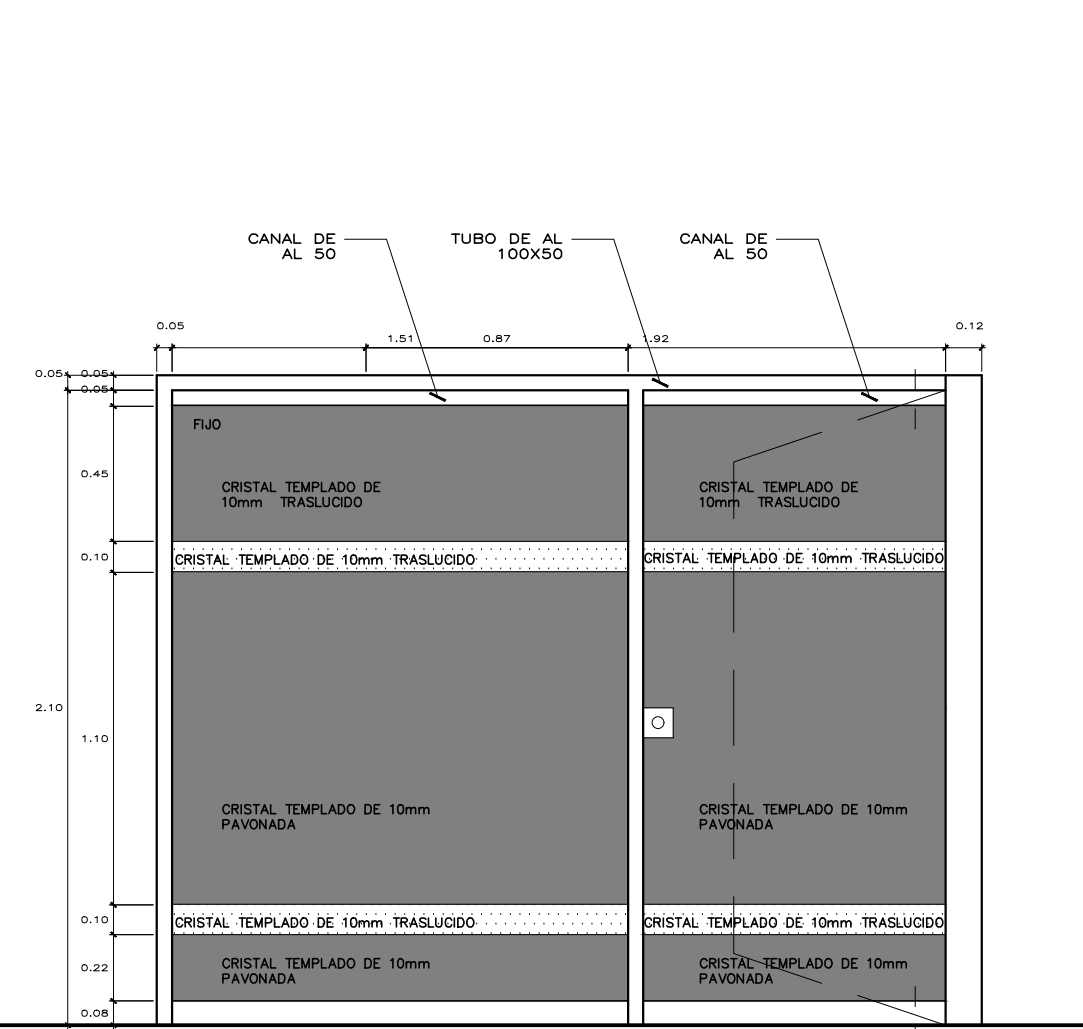 CANAL DE
AL 50
TUBO DE AL
100X50
CANAL DE
AL 50
0.05
1.51
0.87
1.92
0.12
0.05
0.05
0.05
FIJO
0.45
CRISTAL TEMPLADO DE
10mm TRASLUCIDO
CRISTAL TEMPLADO DE
10mm TRASLUCIDO
0.10
CRISTAL TEMPLADO DE 10mm TRASLUCIDO
CRISTAL TEMPLADO DE 10mm TRASLUCIDO
2.10
1.10
CRISTAL TEMPLADO DE 10mm
PAVONADA
CRISTAL TEMPLADO DE 10mm
PAVONADA
0.10
CRISTAL TEMPLADO DE 10mm TRASLUCIDO
CRISTAL TEMPLADO DE 10mm TRASLUCIDO
0.22
CRISTAL TEMPLADO DE 10mm
PAVONADA
CRISTAL TEMPLADO DE 10mm
PAVONADA
0.08